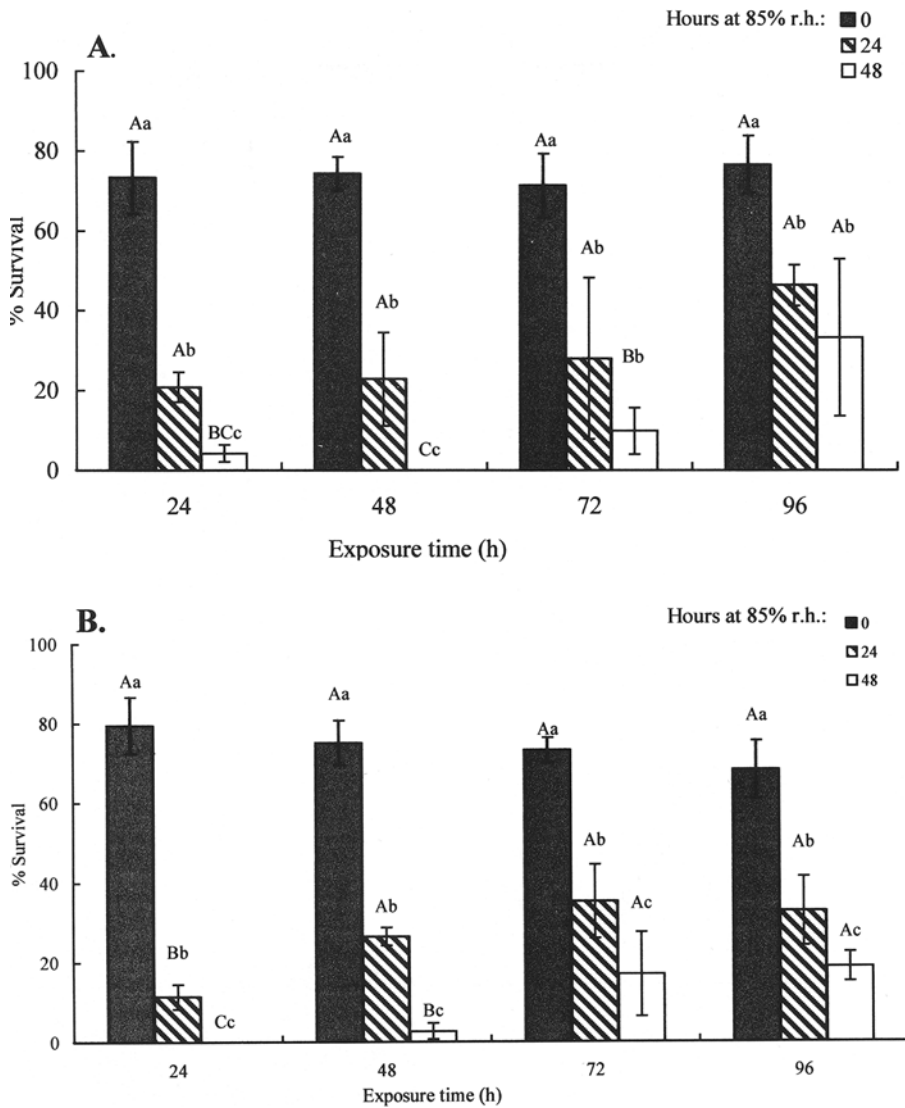 Hours at 85% r.h.: 0
A. 24
48
100
80
60
40
20
0
% Survival
Aa Aa Aa Aa
Ab Ab Ab Ab Ab
BCc Cc Bb
24 48 72 96
Exposure time (h)
B. Hours at 85% r.h.: 0
24
48
100
80
60
40
20
0
% Survival
Aa Aa Aa Aa
Bb Ab Ab Ab
Cc Bc Ac Ac
24 48 72 96
Exposure time (h)